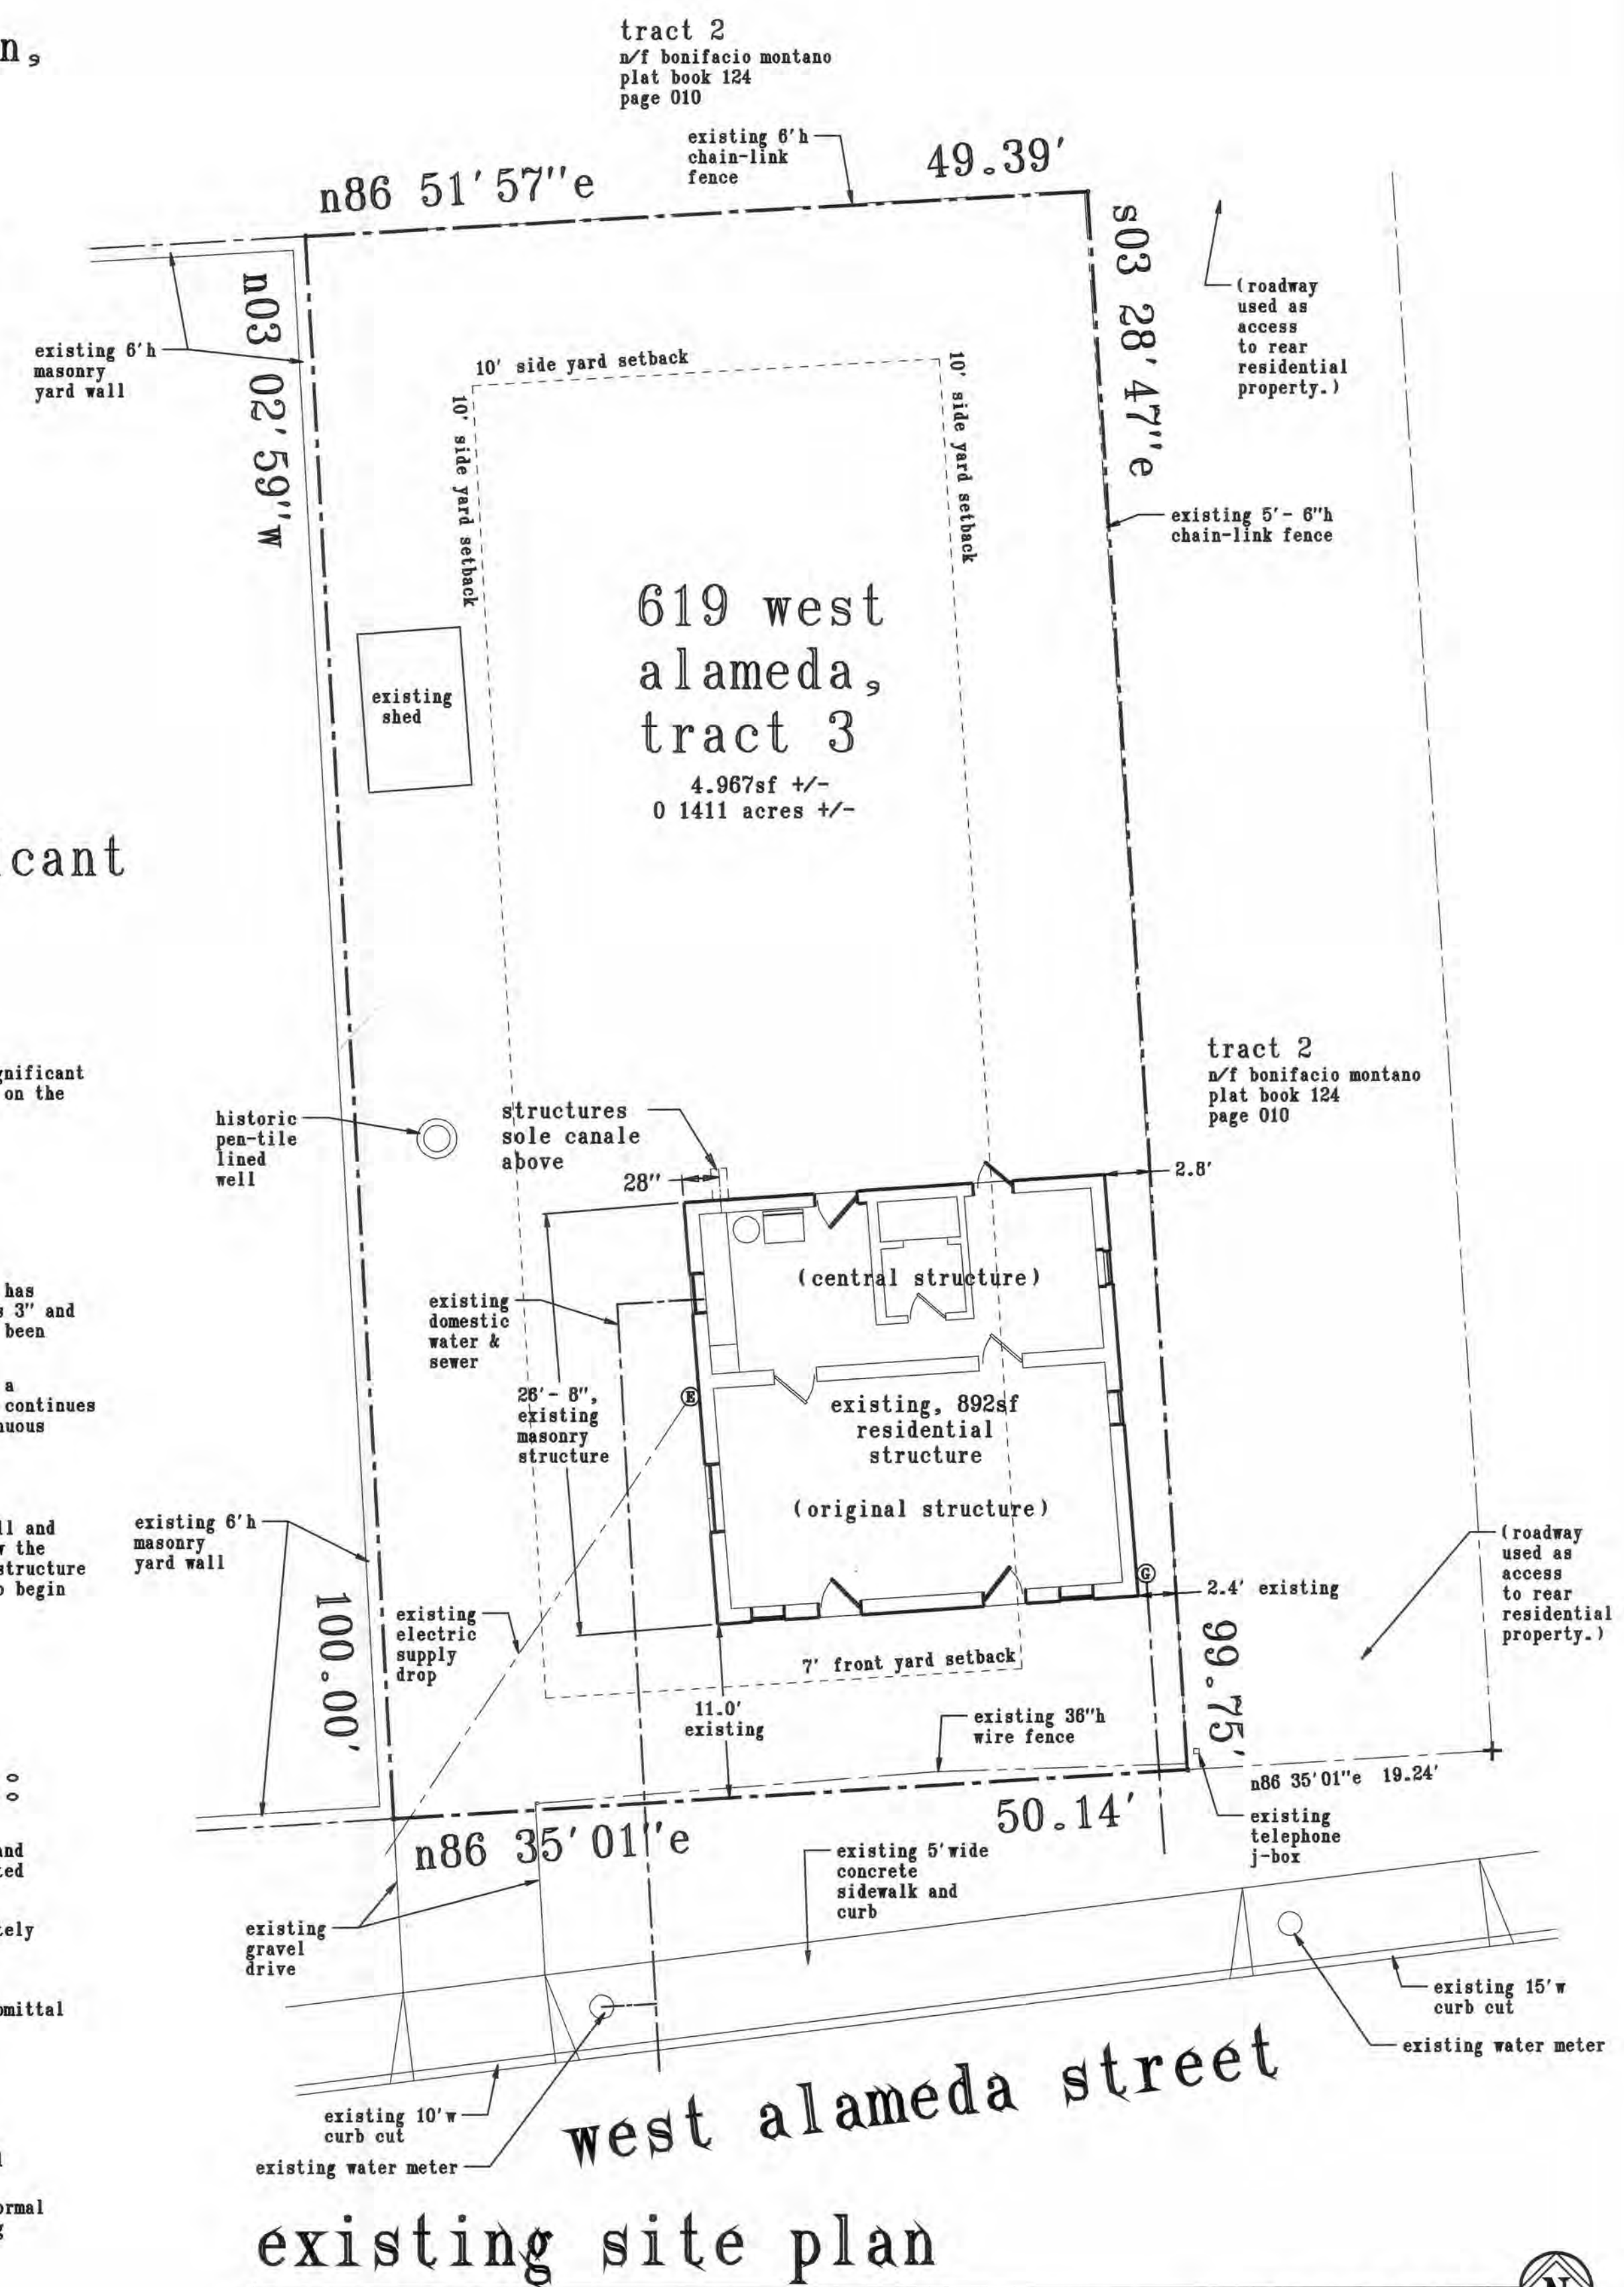 n,
tract 2
n/f bonifacio montano
plat book 124
page 010
existing 6'h
chain-link
fence
49.39'
n86 51'57"e
s03 28'47"e
n03 02'59"w
(roadway
used as
access
to rear
residential
property.)
existing 6'h
masonry
yard wall
10' side yard setback
10' side yard setback
10' side yard setback
existing 5'- 6"h
chain-link fence
619 west
alameda,
tract 3
4.967sf +/-
0 1411 acres +/-
existing
shed
icant
gnificant
on the
tract 2
n/f bonifacio montano
plat book 124
page 010
historic
pen-tile
lined
well
structures
sole canale
above
28"
2.8'
(central structure)
has
s 3" and
been
a
continues
nuous
existing
domestic
water &
sewer
26'- 8",
existing
masonry
structure
E
existing, 892sf
residential
structure
(original structure)
ll and
w the
structure
o begin
existing 6'h
masonry
yard wall
G
2.4' existing
(roadway
used as
access
to rear
residential
property.)
existing
electric
supply
drop
100.00'
99.75'
7' front yard setback
11.0'
existing
existing 36"h
wire fence
n86 35'01"e 19.24'
50.14'
n86 35'01"e
existing
telephone
j-box
existing 5'wide
concrete
sidewalk and
curb
and
ted
tely
existing
gravel
drive
bmittal
existing 15'w
curb cut
existing water meter
west alameda street
existing 10'w
curb cut
existing water meter
ormal
g
existing site plan
N